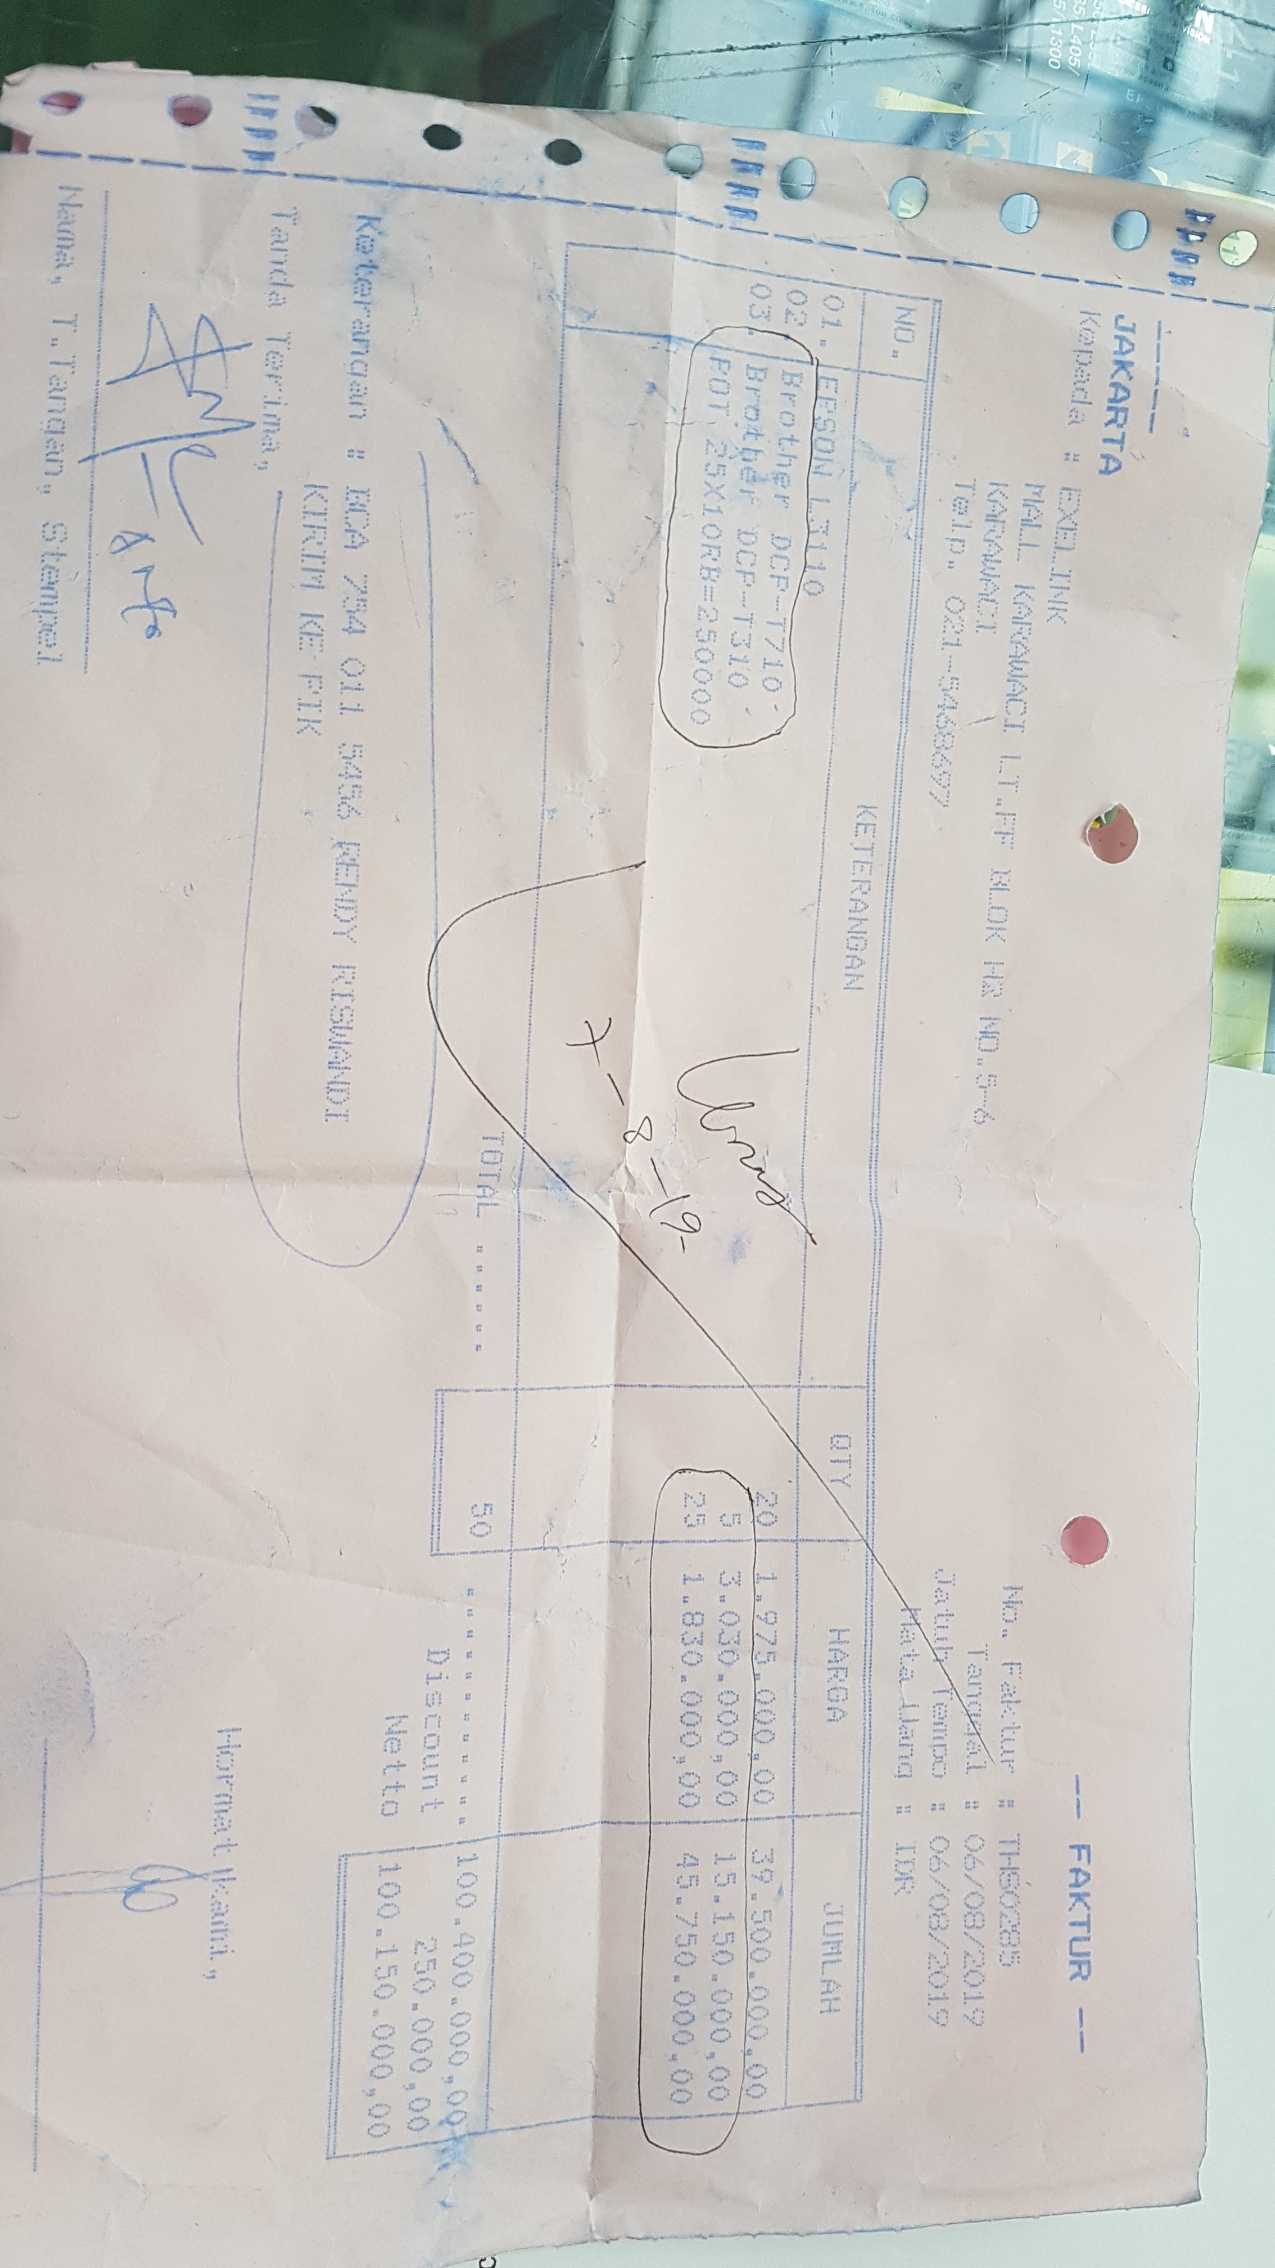 -- FAKTUR --
JAKARTA
Kepada : EXELINK
MALL KARAWACI LT.FF BLOK H2 NO.5-6
KARAWACI
Telp. 021-5468697
No. Faktur : THS0285
Tanggal : 06/08/2019
Jatuh Tempo : 06/08/2019
Mata Uang : IDR
NO. KETERANGAN QTY HARGA JUMLAH
01. EPSON L3110 20 1.975.000,00 39.500.000,00
02. Brother DCP-T710 5 3.030.000,00 15.150.000,00
03. Brother DCP-T310 25 1.830.000,00 45.750.000,00
POT 25X10RB=250000
Lunas
7-8-19-
TOTAL ...... 50 ............ 100.400.000,00
Discount 250.000,00
Netto 100.150.000,00
Keterangan : BCA 754 011 5456 RENDY RISWANDI
KIRIM KE PIK
Tanda Terima,
Hormat Kami,
Nama, T.Tangan, Stempel